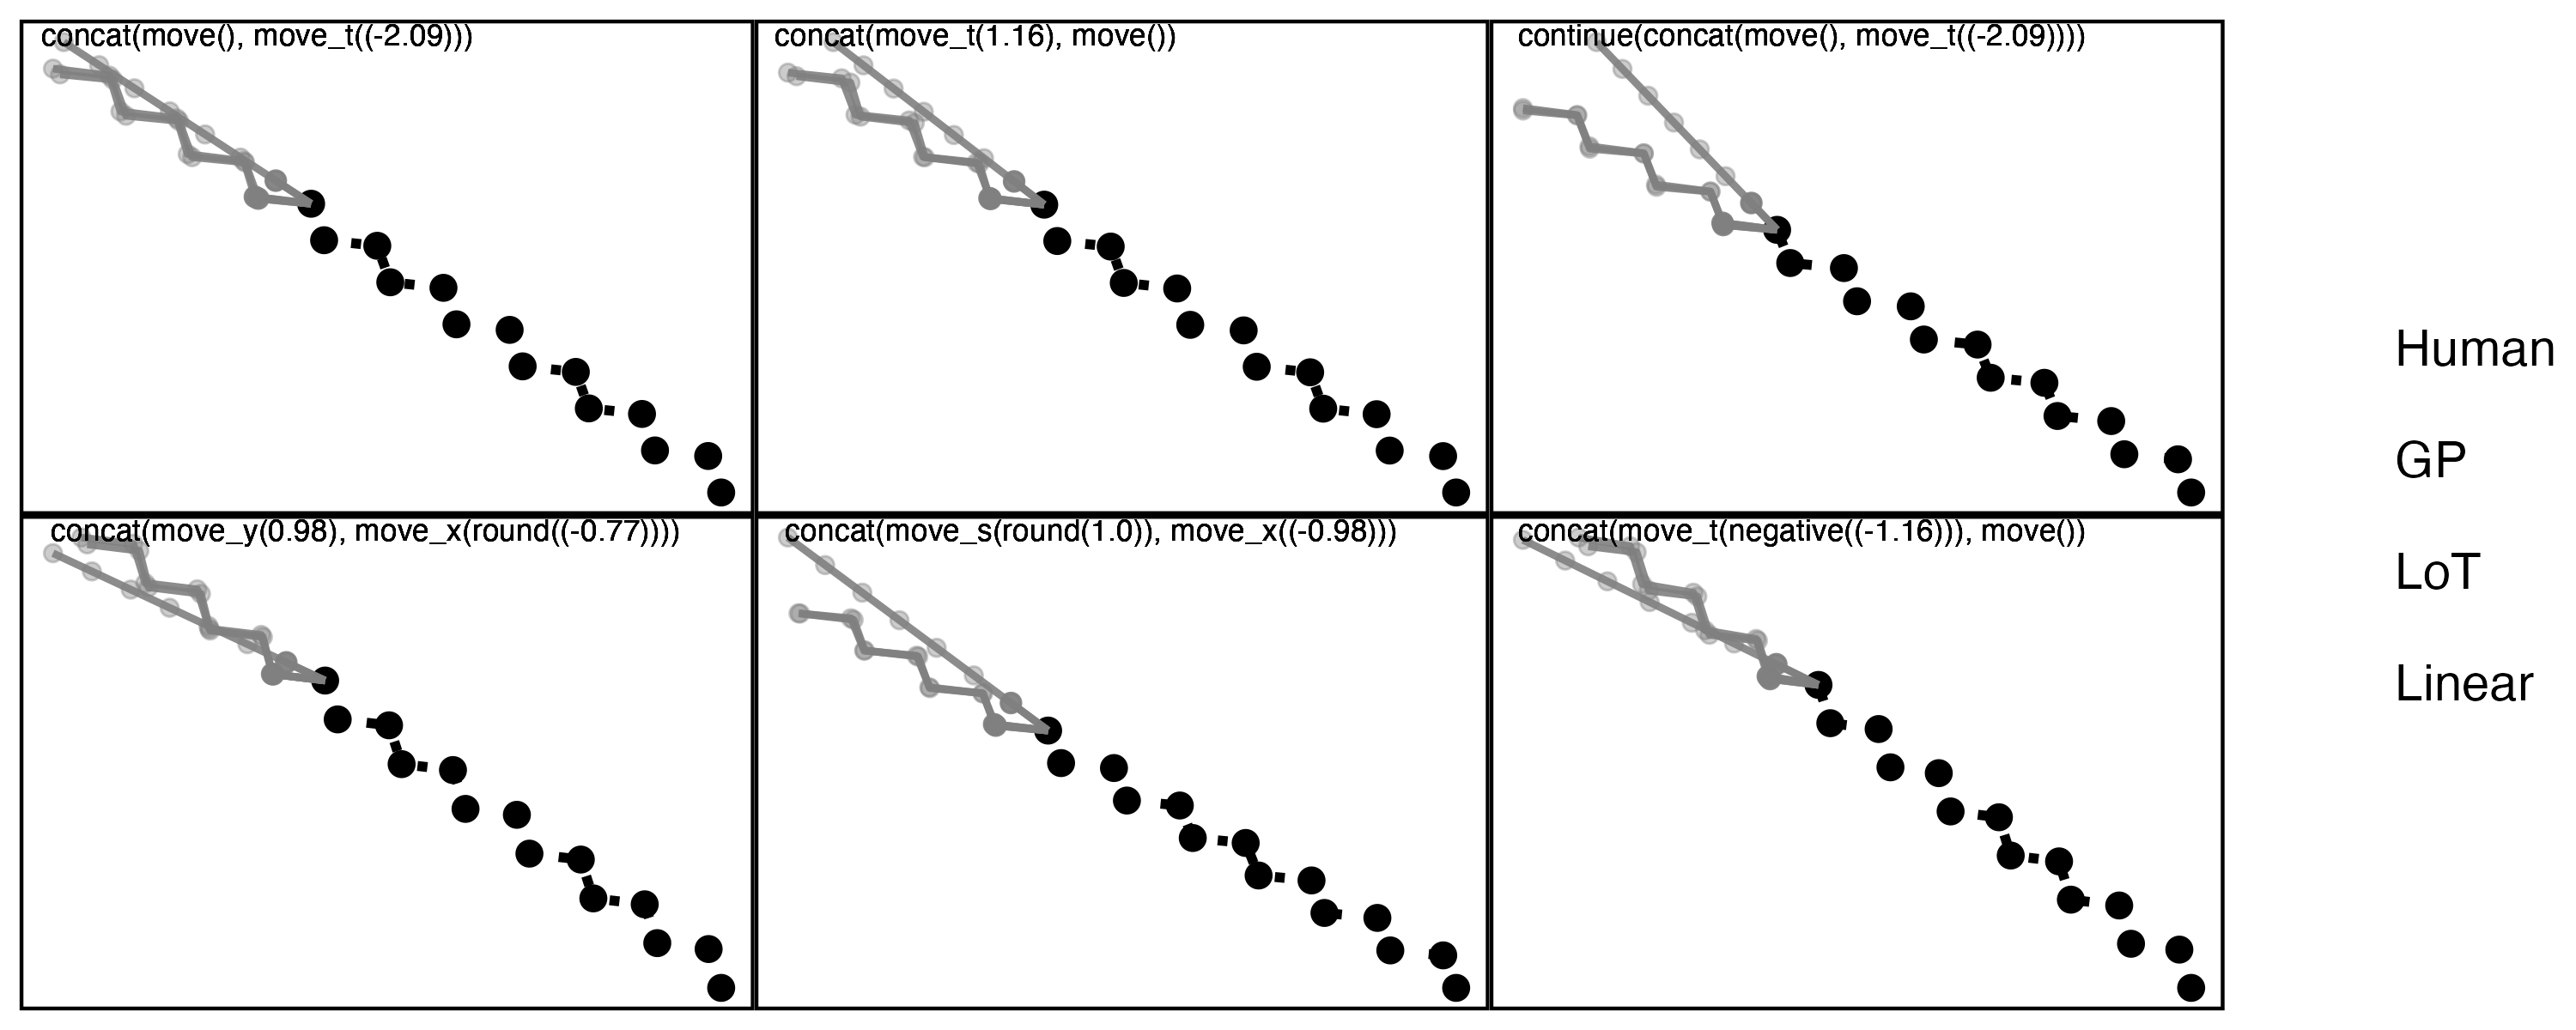 concat(move(), move_t((-2.09)))
concat(move_t(1.16), move())
continue(concat(move(), move_t((-2.09))))
concat(move_y(0.98), move_x(round((-0.77))))
concat(move_s(round(1.0)), move_x((-0.98)))
concat(move_t(negative((-1.16))), move())
Human
GP
LoT
Linear